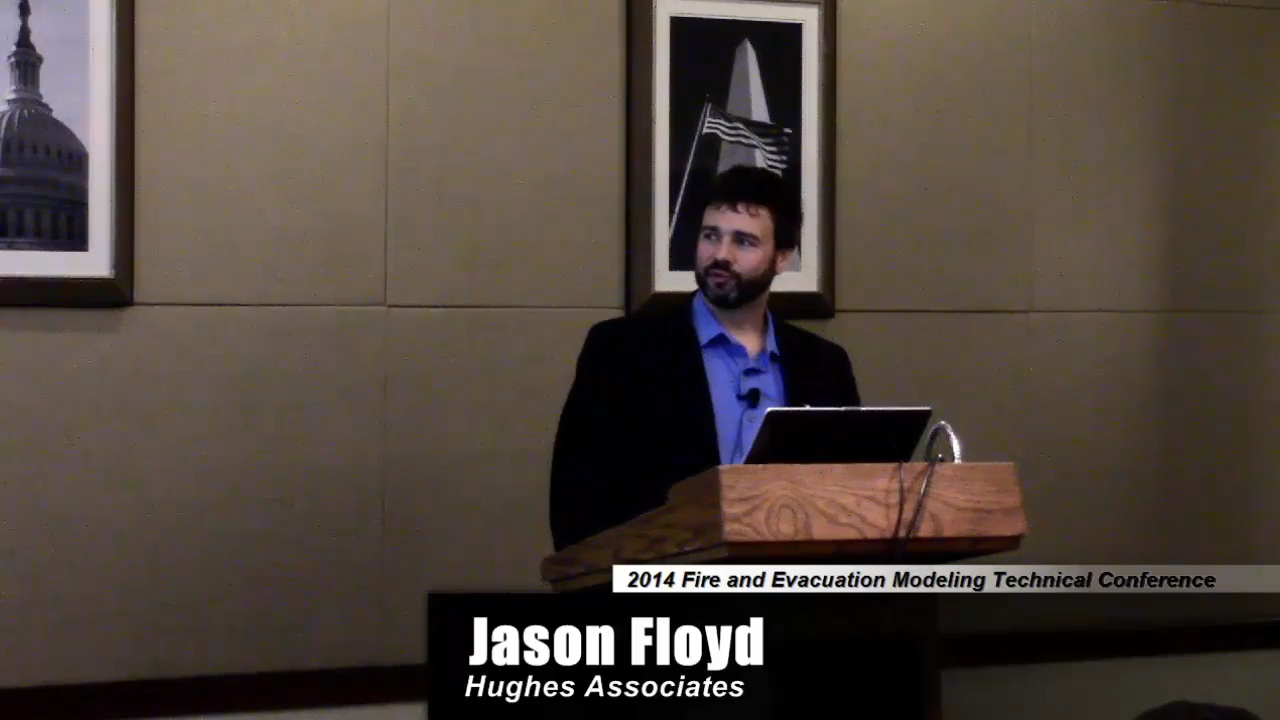 2014 Fire and Evacuation Modeling Technical Conference
Jason Floyd
Hughes Associates